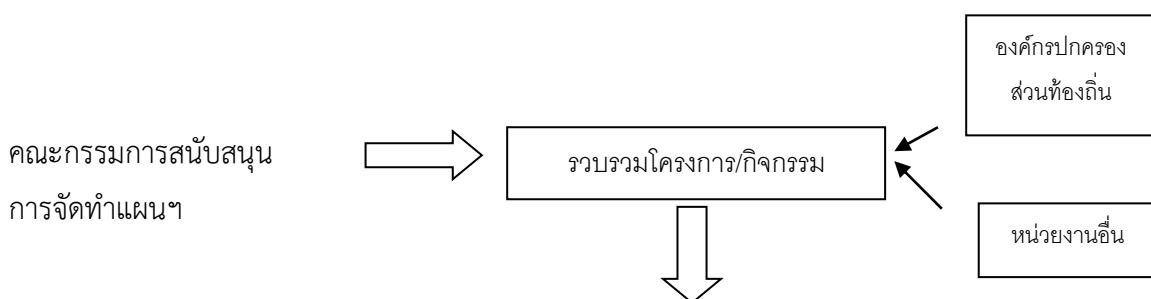 องค์กรปกครอง
ส่วนท้องถิ่น
คณะกรรมการสนับสนุน
การจัดทำแผนฯ
รวบรวมโครงการ/กิจกรรม
หน่วยงานอื่น